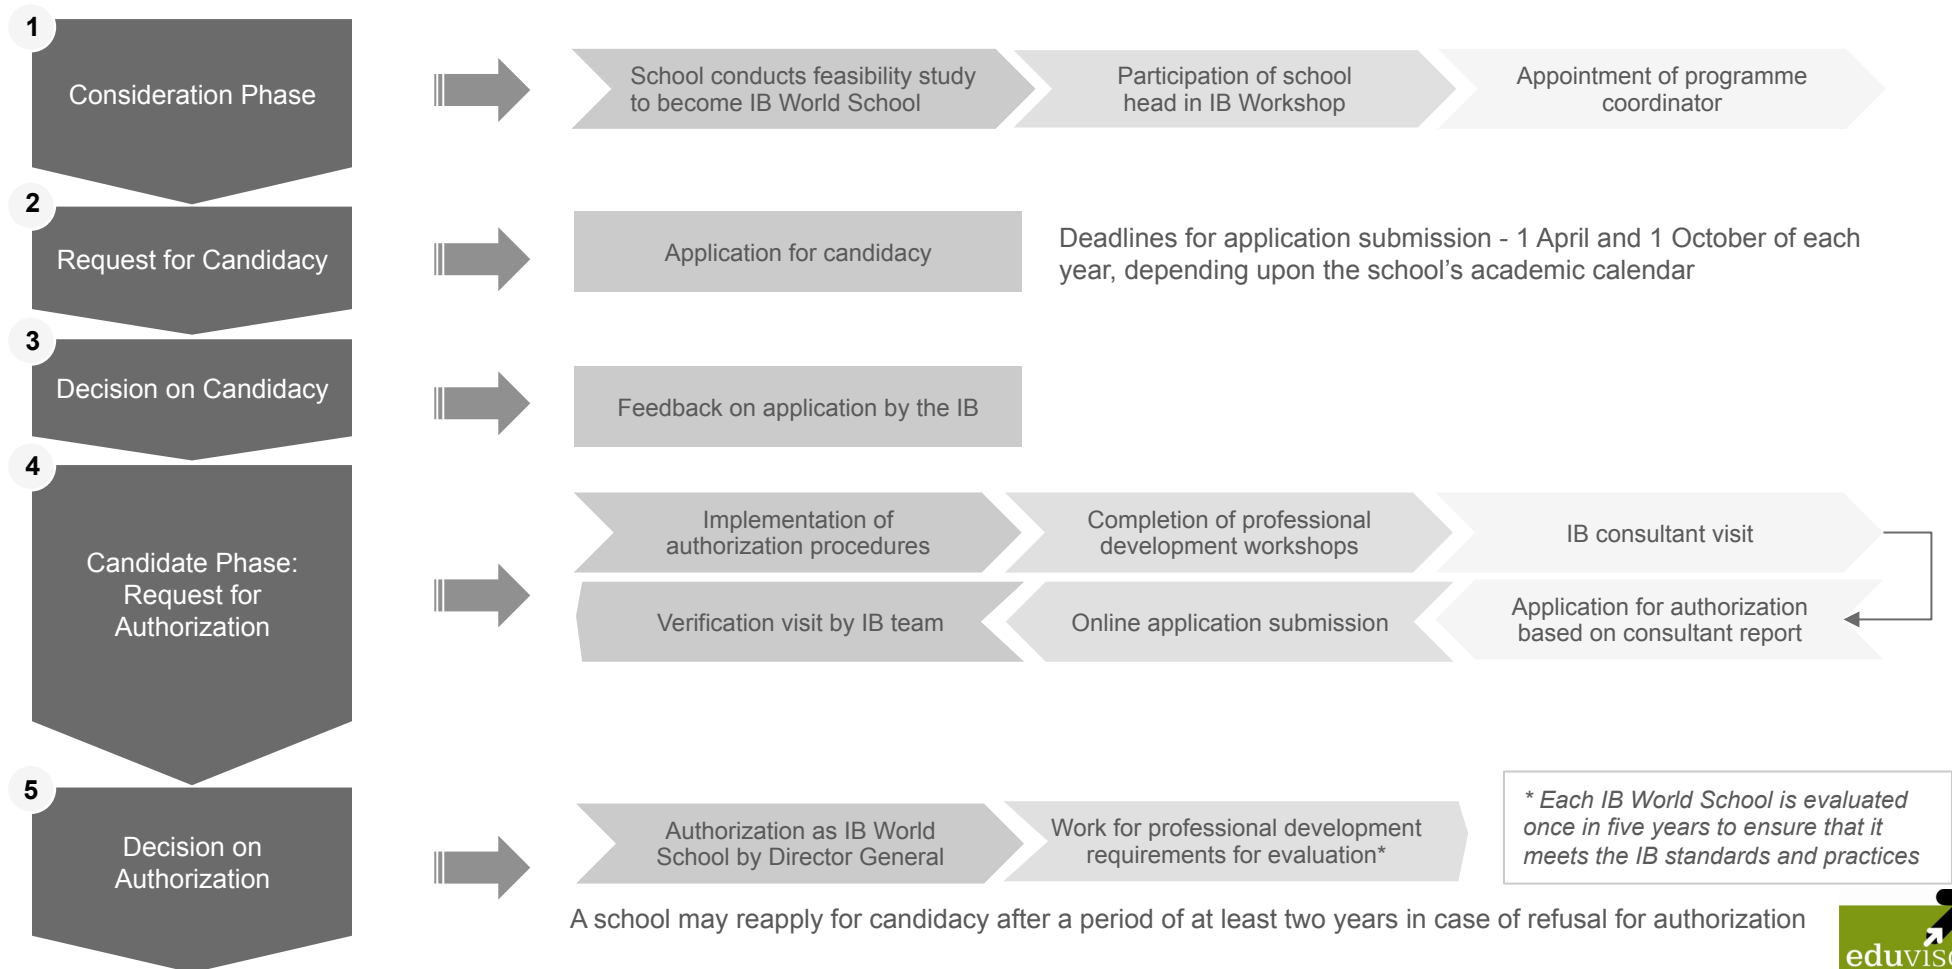 1
Consideration Phase
School conducts feasibility study
to become IB World School
Participation of school
head in IB Workshop
Appointment of programme
coordinator
2
Request for Candidacy
Application for candidacy
Deadlines for application submission - 1 April and 1 October of each
year, depending upon the school’s academic calendar
3
Decision on Candidacy
Feedback on application by the IB
4
Candidate Phase:
Request for
Authorization
Implementation of
authorization procedures
Completion of professional
development workshops
IB consultant visit
Application for authorization
based on consultant report
Online application submission
Verification visit by IB team
5
Decision on
Authorization
Authorization as IB World
School by Director General
Work for professional development
requirements for evaluation*
* Each IB World School is evaluated
once in five years to ensure that it
meets the IB standards and practices
A school may reapply for candidacy after a period of at least two years in case of refusal for authorization